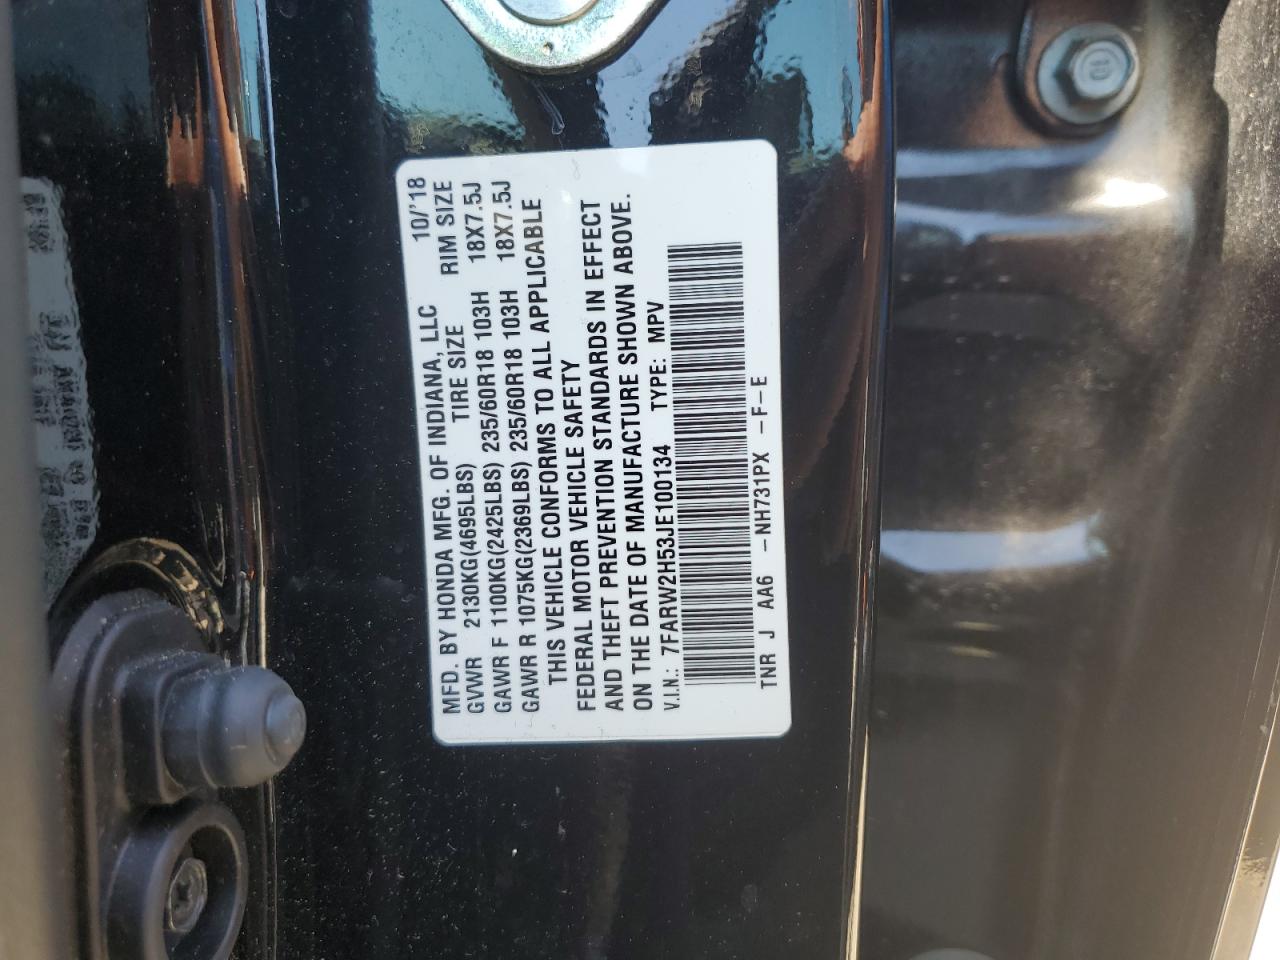 MFD. BY HONDA MFG. OF INDIANA, LLC 10/'18
GVWR 2130KG(4695LBS) TIRE SIZE RIM SIZE
GAWR F 1100KG(2425LBS) 235/60R18 103H 18X7.5J
GAWR R 1075KG(2369LBS) 235/60R18 103H 18X7.5J
THIS VEHICLE CONFORMS TO ALL APPLICABLE
FEDERAL MOTOR VEHICLE SAFETY
AND THEFT PREVENTION STANDARDS IN EFFECT
ON THE DATE OF MANUFACTURE SHOWN ABOVE.
V.I.N.: 7FARW2H53JE100134 TYPE: MPV
TNR J AA6 -NH731PX -F-E